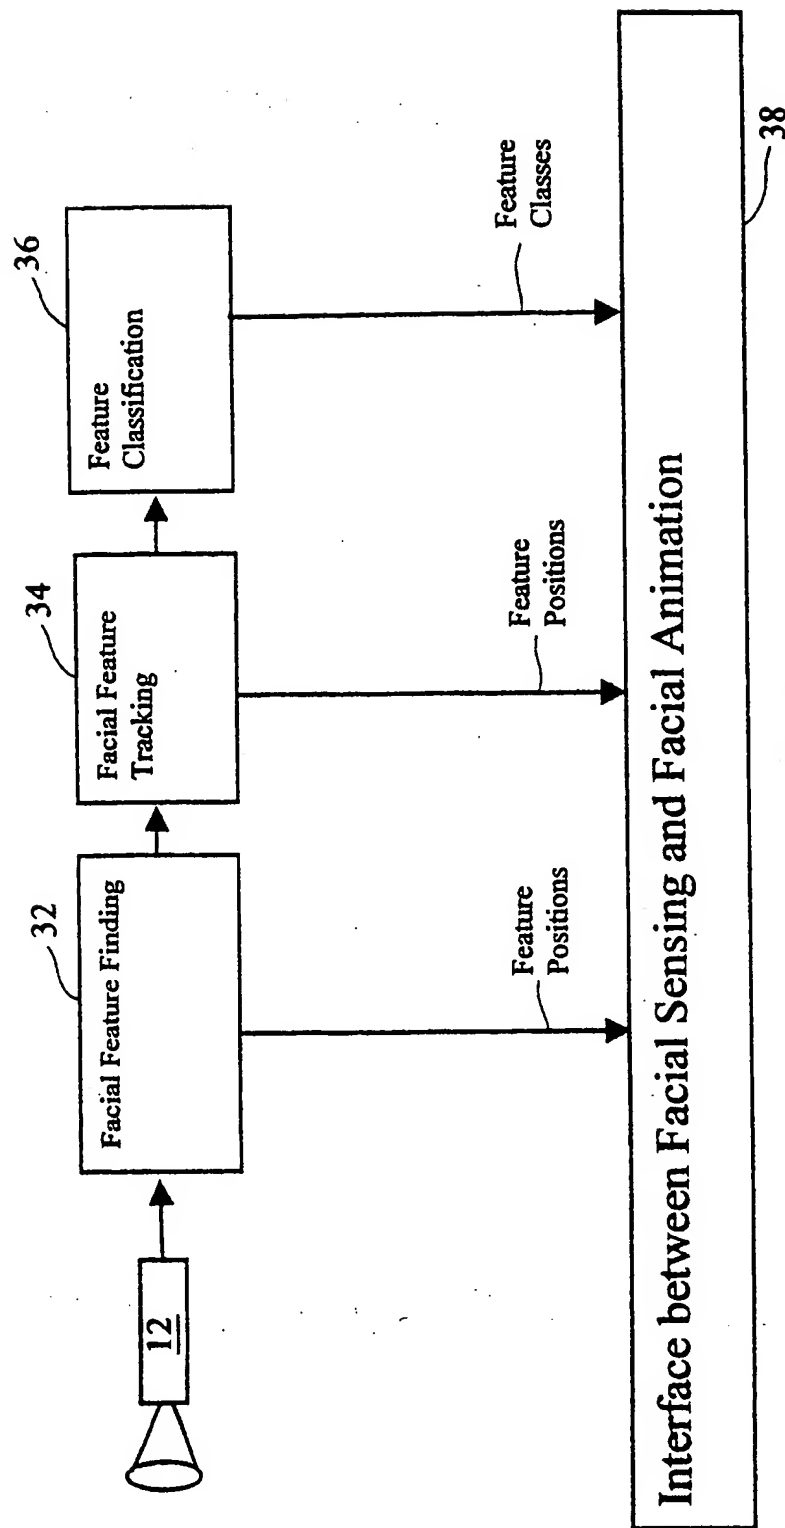 12
32
Facial Feature Finding
34
Facial Feature
Tracking
36
Feature
Classification
Feature
Positions
Feature
Positions
Feature
Classes
Interface between Facial Sensing and Facial Animation
38